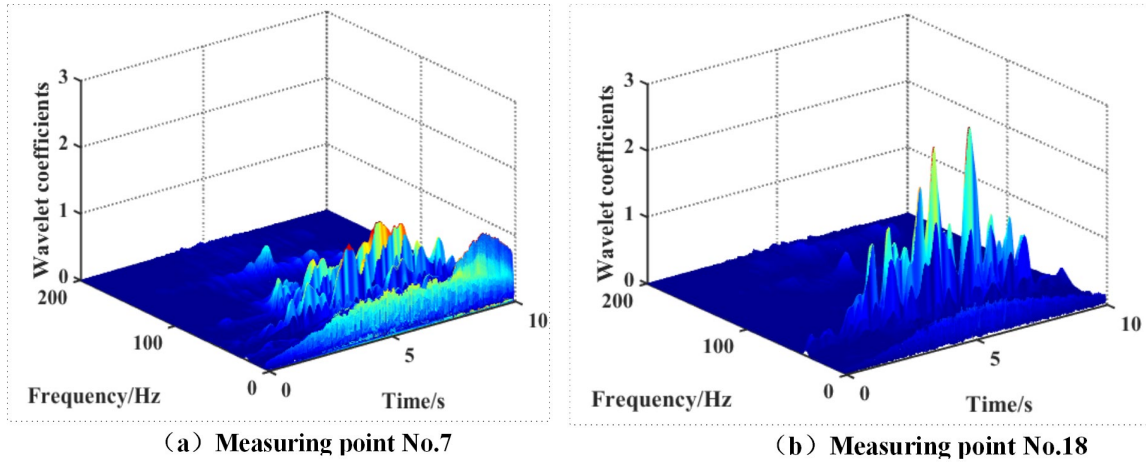 Wavelet coefficients
3
2
1
0
200
100
0
Frequency/Hz
0
5
10
Time/s
（a）Measuring point No.7
Wavelet coefficients
3
2
1
0
200
100
0
Frequency/Hz
0
5
10
Time/s
（b）Measuring point No.18